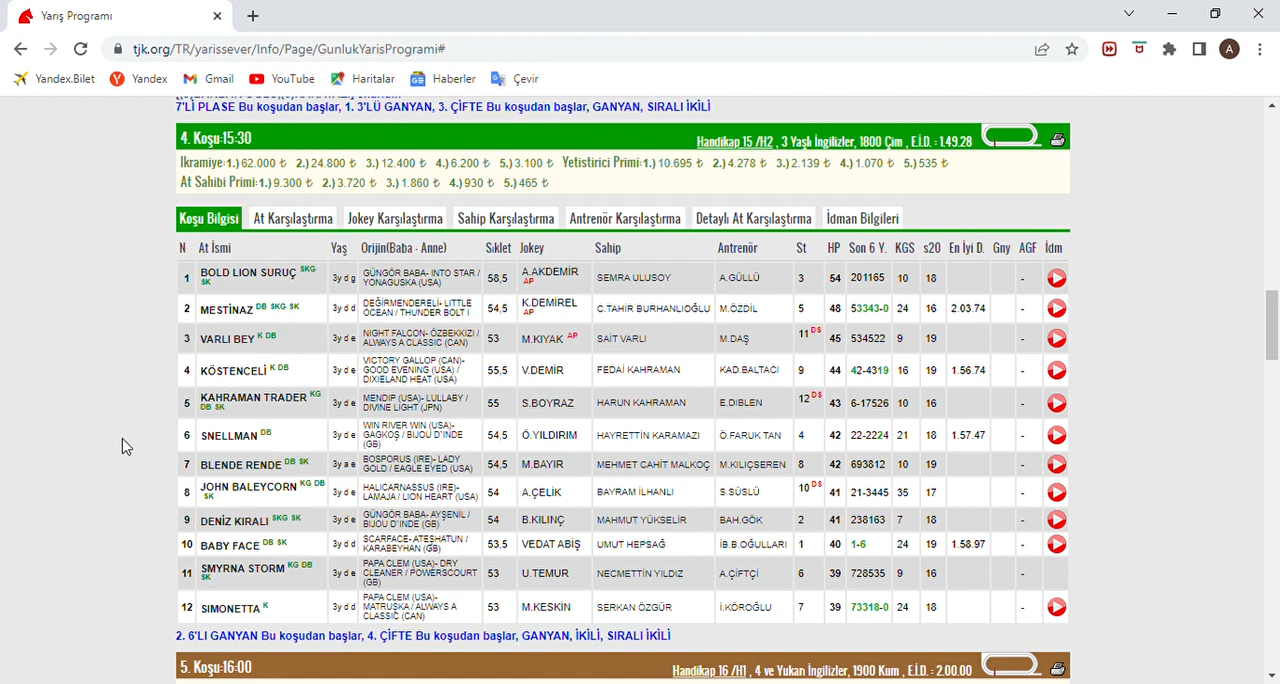 Yarış Programı
tjk.org/TR/yarissever/Info/Page/GunlukYarisProgrami#
A
Yandex.Bilet Yandex Gmail YouTube Haritalar Haberler Çevir
7'Lİ PLASE Bu koşudan başlar, 1. 3'LÜ GANYAN, 3. ÇİFTE Bu koşudan başlar, GANYAN, SIRALI İKİLİ
4. Koşu:15:30 Handikap 15 /H2 , 3 Yaşlı İngilizler, 1800 Çim , E.İ.D. : 1.49.28
Ikramiye:1.) 62.000 ₺ 2.) 24.800 ₺ 3.) 12.400 ₺ 4.) 6.200 ₺ 5.) 3.100 ₺ Yetistirici Primi:1.) 10.695 ₺ 2.) 4.278 ₺ 3.) 2.139 ₺ 4.) 1.070 ₺ 5.) 535 ₺
At Sahibi Primi:1.) 9.300 ₺ 2.) 3.720 ₺ 3.) 1.860 ₺ 4.) 930 ₺ 5.) 465 ₺
Koşu Bilgisi At Karşılaştırma Jokey Karşılaştırma Sahip Karşılaştırma Antrenör Karşılaştırma Detaylı At Karşılaştırma İdman Bilgileri
N At İsmi Yaş Orijin(Baba - Anne) Sıklet Jokey Sahip Antrenör St HP Son 6 Y. KGS s20 En İyi D. Gny AGF İdm
1 BOLD LION SURUÇ SKG SK 3y d g GÜNGÖR BABA- INTO STAR / YONAGUSKA (USA) 58,5 A.AKDEMİR AP SEMRA ULUSOY A.GÜLLÜ 3 54 201165 10 18 -
2 MESTİNAZ DB SKG SK 3y d d DEĞİRMENDERELİ- LITTLE OCEAN / THUNDER BOLT I 54,5 K.DEMİREL AP C.TAHİR BURHANLIOĞLU M.ÖZDİL 5 48 53343-0 24 16 2.03.74 -
3 VARLI BEY K DB 3y d e NIGHT FALCON- ÖZBEKKIZI / ALWAYS A CLASSIC (CAN) 53 M.KIYAK AP SAİT VARLI M.DAŞ 11 DS 45 534522 9 19 -
4 KÖSTENCELİ K DB 3y d e VICTORY GALLOP (CAN)- GOOD EVENING (USA) / DIXIELAND HEAT (USA) 55,5 V.DEMİR FEDAİ KAHRAMAN KAD.BALTACI 9 44 42-4319 16 19 1.56.74 -
5 KAHRAMAN TRADER KG DB SK 3y d e MENDIP (USA)- LULLABY / DIVINE LIGHT (JPN) 55 S.BOYRAZ HARUN KAHRAMAN E.DIBLEN 12 DS 43 6-17526 10 16 -
6 SNELLMAN DB 3y d e WIN RIVER WIN (USA)- GAGKOŞ / BIJOU D'INDE (GB) 54,5 Ö.YILDIRIM HAYRETTİN KARAMAZI Ö.FARUK TAN 4 42 22-2224 21 18 1.57.47 -
7 BLENDE RENDE DB SK 3y a e BOSPORUS (IRE)- LADY GOLD / EAGLE EYED (USA) 54,5 M.BAYIR MEHMET CAHİT MALKOÇ M.KILIÇSEREN 8 42 693812 10 19 -
8 JOHN BALEYCORN KG DB SK 3y d e HALICARNASSUS (IRE)- LAMAJA / LION HEART (USA) 54 A.ÇELİK BAYRAM İLHANLI S.SÜSLÜ 10 DS 41 21-3445 35 17 -
9 DENİZ KIRALI SKG SK 3y d e GÜNGÖR BABA- AYŞENİL / BIJOU D'INDE (GB) 54 B.KILINÇ MAHMUT YÜKSELİR BAH.GÖK 2 41 238163 7 18 -
10 BABY FACE DB SK 3y d d SCARFACE- ATEŞHATUN / KARABEYHAN (GB) 53,5 VEDAT ABİŞ UMUT HEPSAĞ İB.B.OĞULLARI 1 40 1-6 24 19 1.58.97 -
11 SMYRNA STORM KG DB SK 3y d e PAPA CLEM (USA)- DRY CLEANER / POWERSCOURT (GB) 53 U.TEMUR NECMETTİN YILDIZ A.ÇİFTÇİ 6 39 728535 9 16 -
12 SIMONETTA K 3y d d PAPA CLEM (USA)- MATRUŞKA / ALWAYS A CLASSIC (CAN) 53 M.KESKİN SERKAN ÖZGÜR İ.KÖROĞLU 7 39 73318-0 24 18 -
2. 6'LI GANYAN Bu koşudan başlar, 4. ÇİFTE Bu koşudan başlar, GANYAN, İKİLİ, SIRALI İKİLİ
5. Koşu:16:00 Handikap 16 /H1 , 4 ve Yukarı İngilizler, 1900 Kum , E.İ.D. : 2.00.00